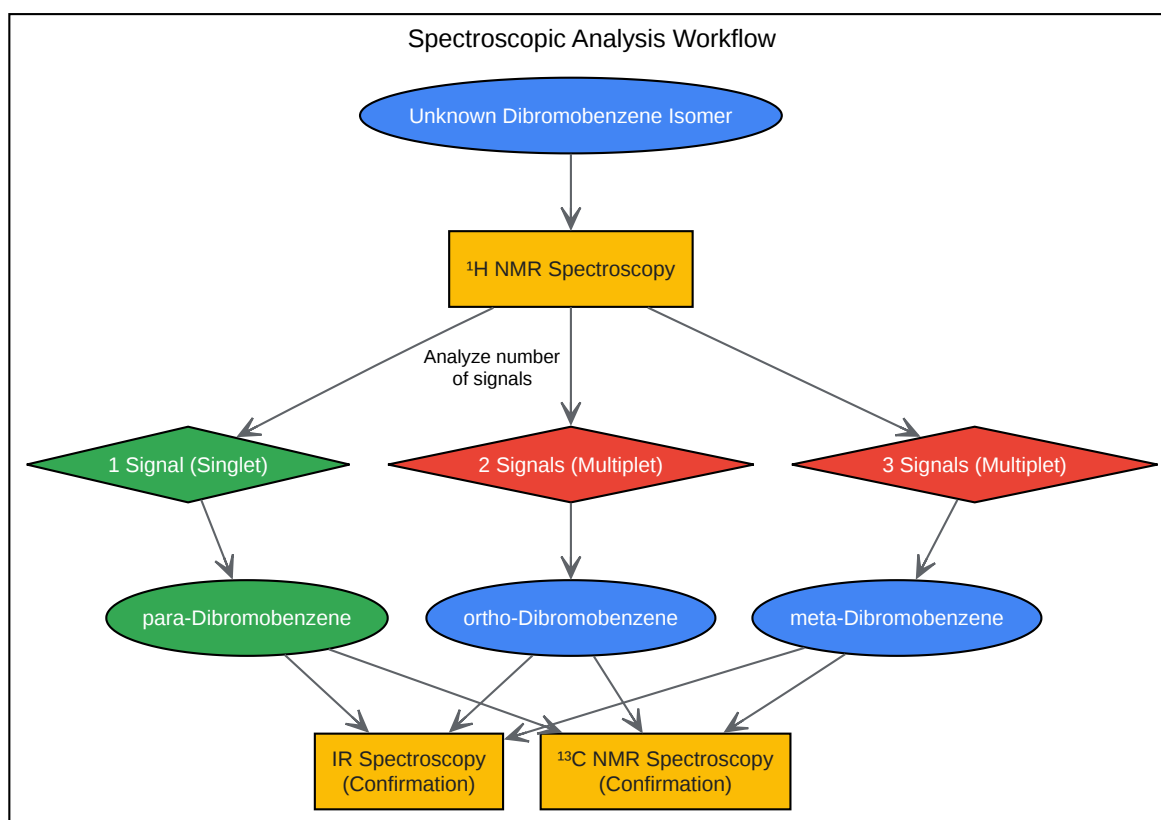 Spectroscopic Analysis Workflow
Unknown Dibromobenzene Isomer
¹H NMR Spectroscopy
Analyze number
of signals
1 Signal (Singlet)
2 Signals (Multiplet)
3 Signals (Multiplet)
para-Dibromobenzene
ortho-Dibromobenzene
meta-Dibromobenzene
IR Spectroscopy
(Confirmation)
¹³C NMR Spectroscopy
(Confirmation)